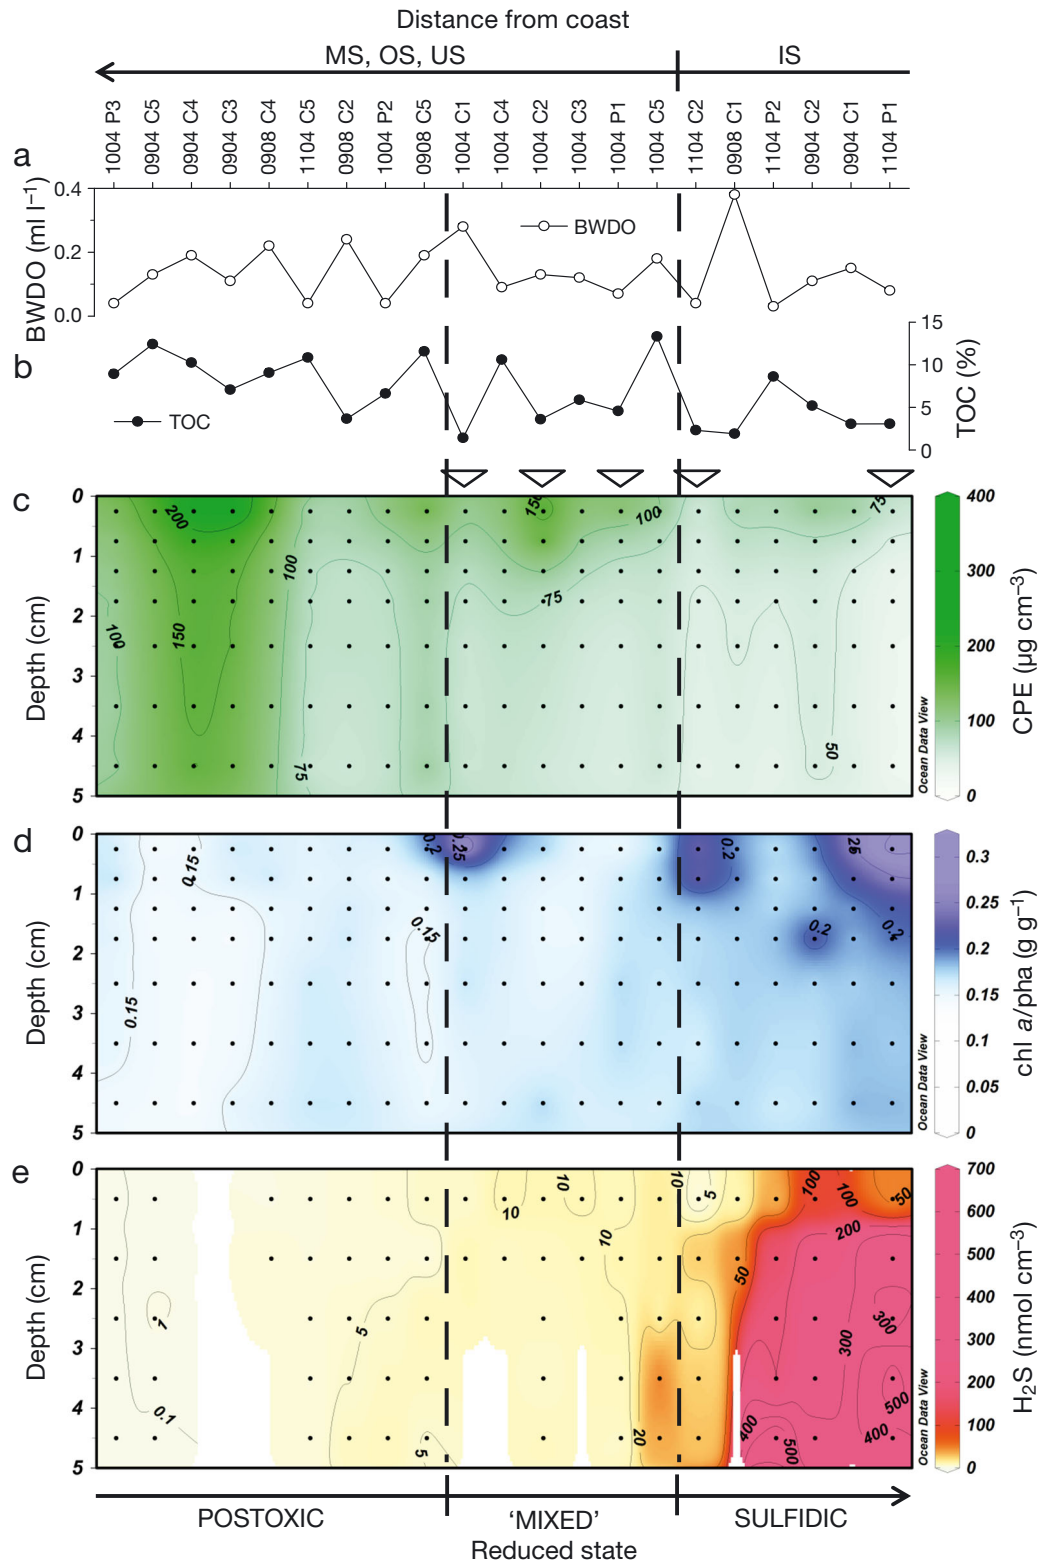 Distance from coast
MS, OS, US
IS
1004 P3
0904 C5
0904 C4
0904 C3
0908 C4
1104 C5
0908 C2
1104 P2
0908 C5
1004 C1
1004 C4
1004 C2
1004 C3
1004 P1
1004 C5
1104 C2
0908 C1
1104 P2
0904 C2
0904 C1
1104 P1
a
BWDO (ml l⁻¹)
0.4
0.2
0.0
BWDO
b
TOC
15
10
5
0
TOC (%)
c
Depth (cm)
0
1
2
3
4
5
200
150
100
100
75
150
100
75
75
50
Ocean Data View
400
300
200
100
0
CPE (µg cm⁻³)
d
Depth (cm)
0
1
2
3
4
5
0.15
0.15
0.15
0.2
0.25
0.2
0.2
25
0.2
Ocean Data View
0.3
0.25
0.2
0.15
0.1
0.05
0
chl a/pha (g g⁻¹)
e
Depth (cm)
0
1
2
3
4
5
1
0.1
5
5
10
10
10
20
10
5
50
100
100
50
200
300
300
400
500
500
400
Ocean Data View
700
600
500
400
300
200
100
0
H₂S (nmol cm⁻³)
POSTOXIC
‘MIXED’
SULFIDIC
Reduced state